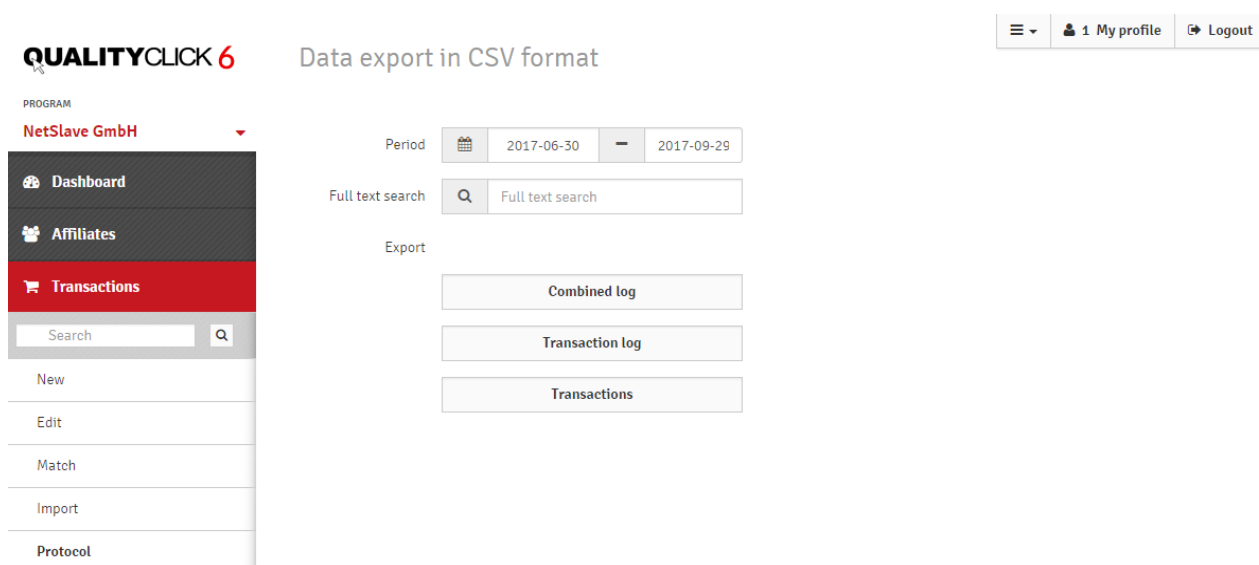 1 My profile
Logout
QUALITYCLICK 6
Data export in CSV format
PROGRAM
NetSlave GmbH
Dashboard
Affiliates
Transactions
Search
New
Edit
Match
Import
Protocol
Period
2017-06-30
2017-09-29
Full text search
Full text search
Export
Combined log
Transaction log
Transactions